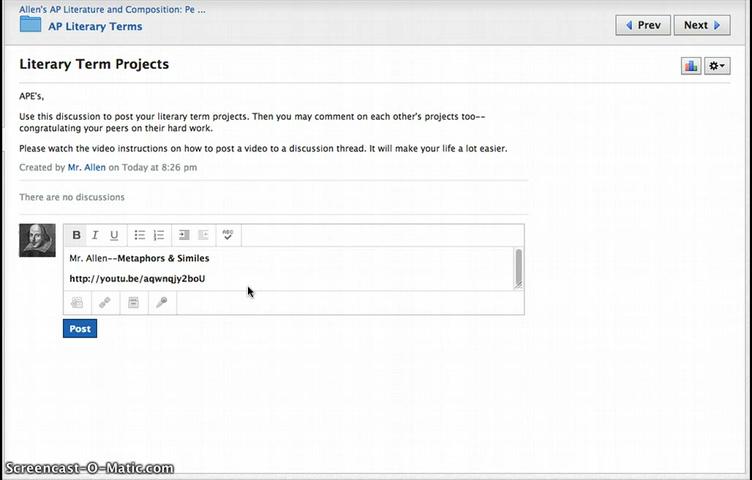 Allen's AP Literature and Composition: Pe ...
AP Literary Terms
Prev
Next
Literary Term Projects
APE's,
Use this discussion to post your literary term projects. Then you may comment on each other's projects too--
congratulating your peers on their hard work.
Please watch the video instructions on how to post a video to a discussion thread. It will make your life a lot easier.
Created by Mr. Allen on Today at 8:26 pm
There are no discussions
B I U ABC
Mr. Allen--Metaphors & Similes
http://youtu.be/aqwnqjy2boU
Post
Screencast-O-Matic.com